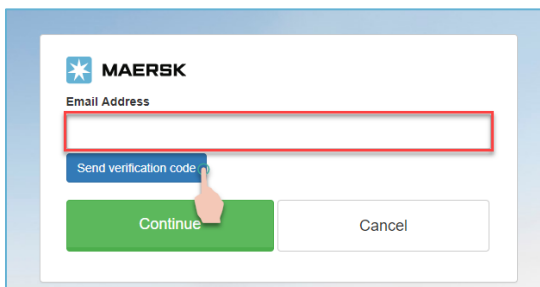 MAERSK
Email Address
Send verification code
Continue
Cancel